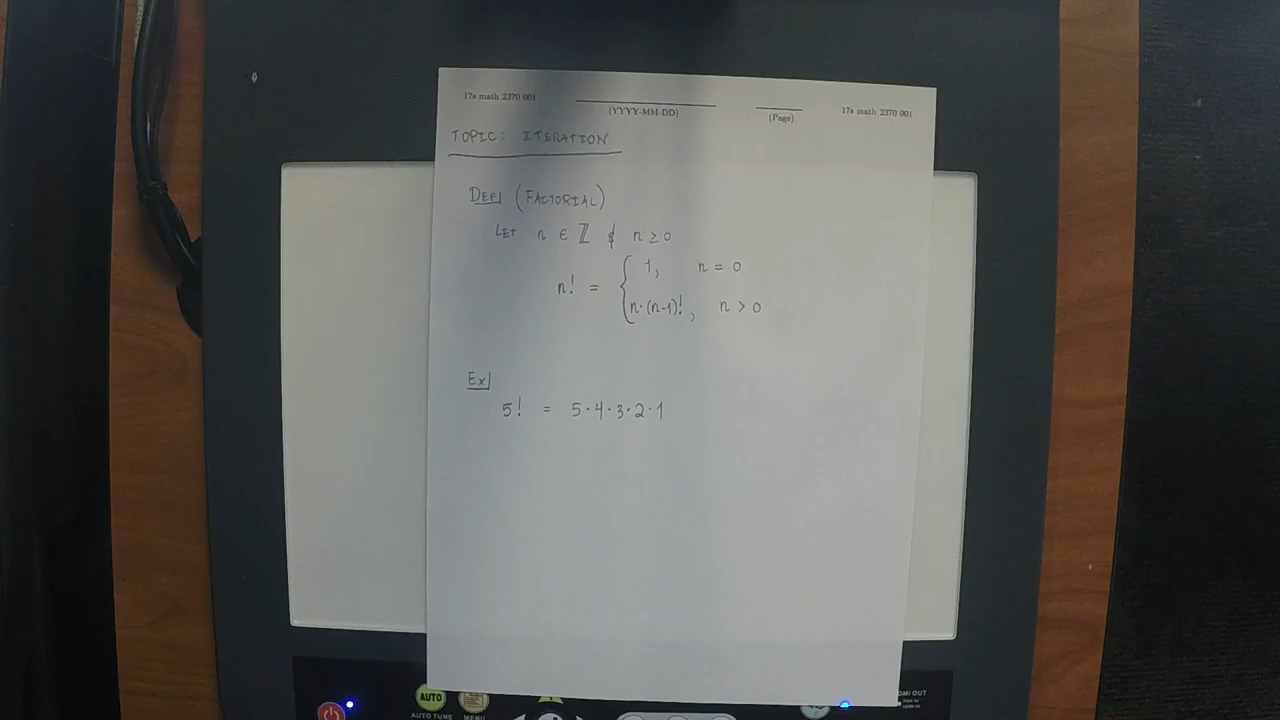 17s math 2370 001
(YYYY-MM-DD)
(Page)
17s math 2370 001
TOPIC: ITERATION
DEF (FACTORIAL)
LET n ∈ ℤ & n ≥ 0.
n! = { 1, n = 0
n·(n-1)!, n > 0
Ex
5! = 5·4·3·2·1
AUTO
AUTO TUNE
MENU